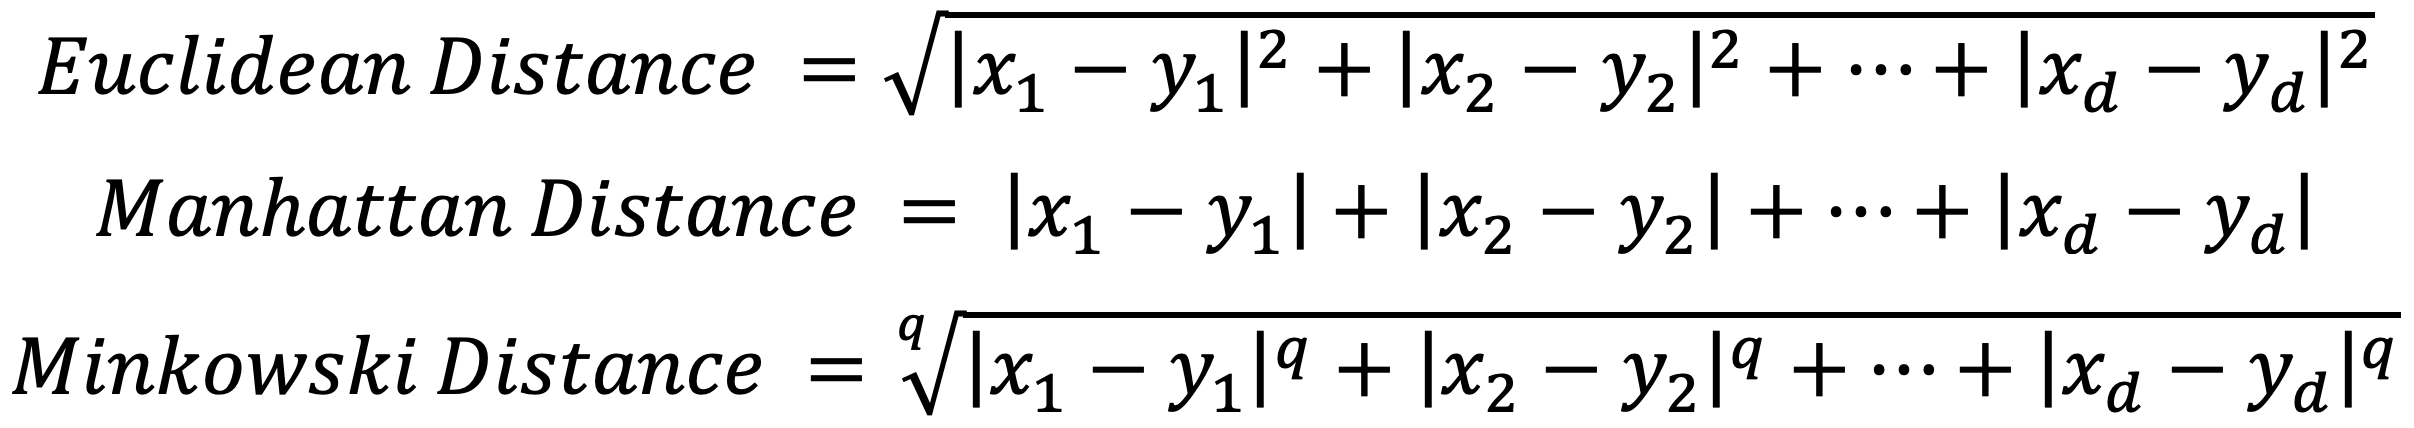 Euclidean Distance = √|x₁ − y₁|² + |x₂ − y₂|² + ⋯ + |x_d − y_d|²
Manhattan Distance = |x₁ − y₁| + |x₂ − y₂| + ⋯ + |x_d − y_d|
Minkowski Distance = q√|x₁ − y₁|^q + |x₂ − y₂|^q + ⋯ + |x_d − y_d|^q